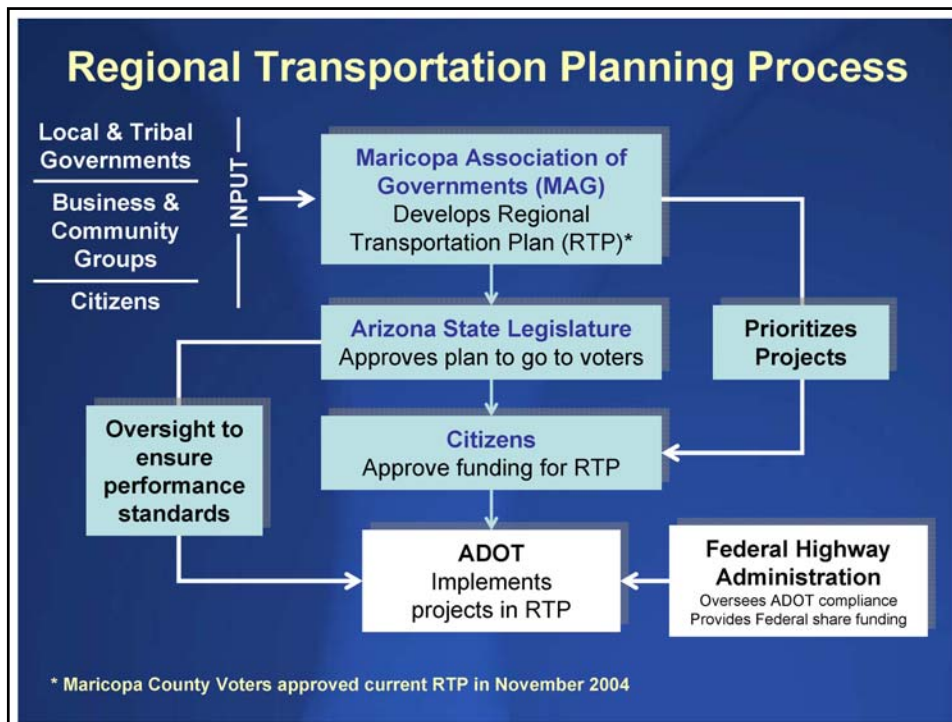 Regional Transportation Planning Process
Local & Tribal
Governments
Business &
Community
Groups
Citizens
INPUT
Maricopa Association of
Governments (MAG)
Develops Regional
Transportation Plan (RTP)*
Arizona State Legislature
Approves plan to go to voters
Prioritizes
Projects
Oversight to
ensure
performance
standards
Citizens
Approve funding for RTP
ADOT
Implements
projects in RTP
Federal Highway
Administration
Oversees ADOT compliance
Provides Federal share funding
* Maricopa County Voters approved current RTP in November 2004